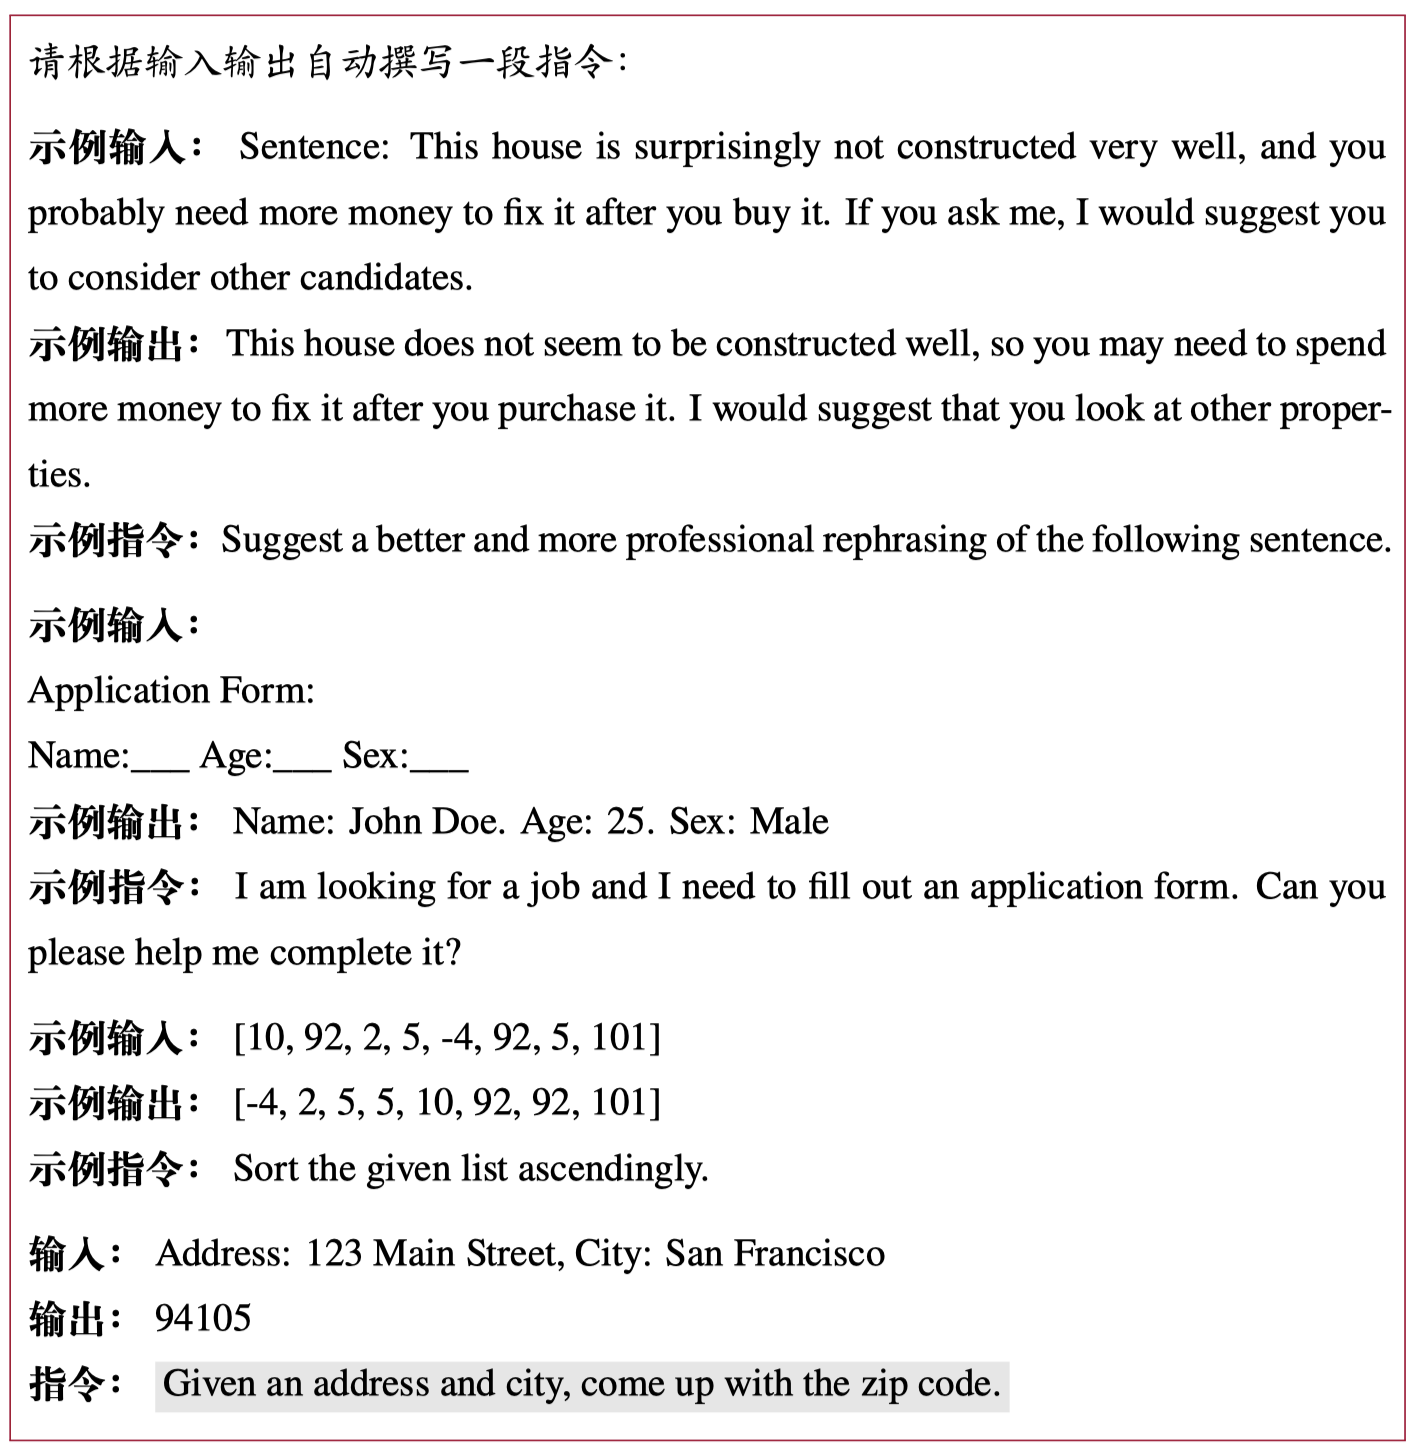 请根据输入输出自动撰写一段指令：
示例输入： Sentence: This house is surprisingly not constructed very well, and you
probably need more money to fix it after you buy it. If you ask me, I would suggest you
to consider other candidates.
示例输出： This house does not seem to be constructed well, so you may need to spend
more money to fix it after you purchase it. I would suggest that you look at other proper-
ties.
示例指令：Suggest a better and more professional rephrasing of the following sentence.
示例输入：
Application Form:
Name:___ Age:___ Sex:___
示例输出： Name: John Doe. Age: 25. Sex: Male
示例指令： I am looking for a job and I need to fill out an application form. Can you
please help me complete it?
示例输入： [10, 92, 2, 5, -4, 92, 5, 101]
示例输出： [-4, 2, 5, 5, 10, 92, 92, 101]
示例指令： Sort the given list ascendingly.
输入： Address: 123 Main Street, City: San Francisco
输出： 94105
指令： Given an address and city, come up with the zip code.